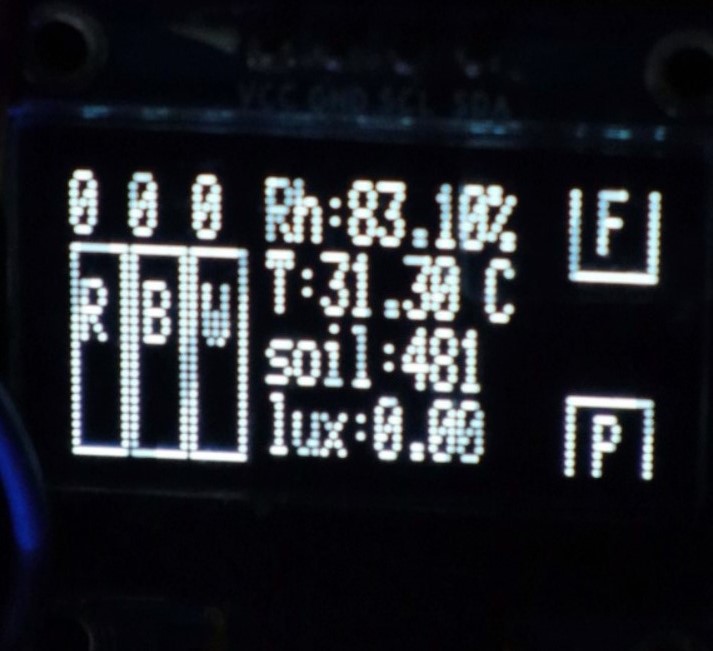 VCC GND SCL SDA
0 0 0
R B W
Rh:83.10%
T:31.30 C
soil:481
lux:0.00
F
P